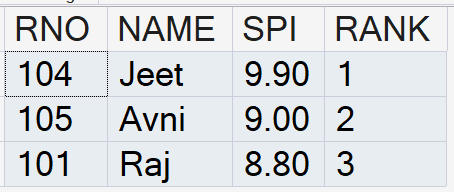 RNO NAME SPI RANK
104 Jeet 9.90 1
105 Avni 9.00 2
101 Raj 8.80 3